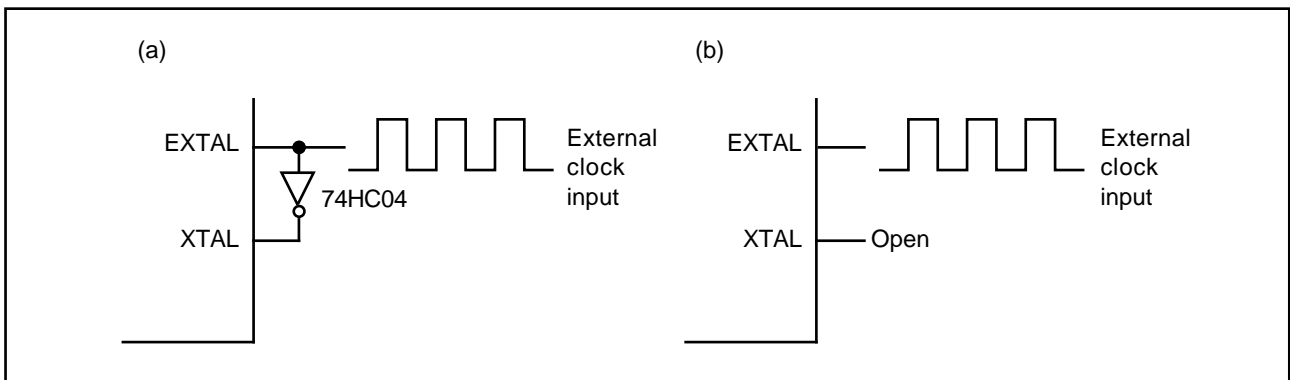 (a)
EXTAL
External
clock
input
74HC04
XTAL
(b)
EXTAL
External
clock
input
XTAL
Open